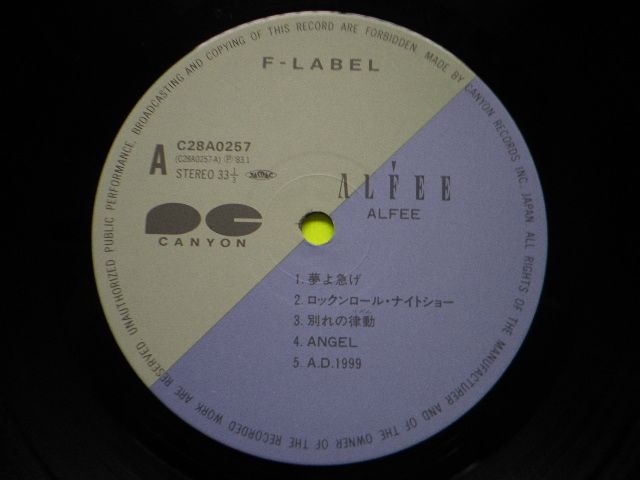 F-LABEL
A
C28A0257
(C28A0257-A) Ⓟ'83.1
STEREO 33⅓
CANYON
ALFEE
ALFEE
1. 夢よ急げ
2. ロックンロール・ナイトショー
3. 別れの律動
4. ANGEL
5. A.D.1999
UNAUTHORIZED PUBLIC PERFORMANCE, BROADCASTING AND COPYING OF THIS RECORD ARE FORBIDDEN. MADE BY CANYON RECORDS INC. JAPAN ALL RIGHTS OF THE MANUFACTURER AND OF THE OWNER OF THE RECORDED WORK ARE RESERVED